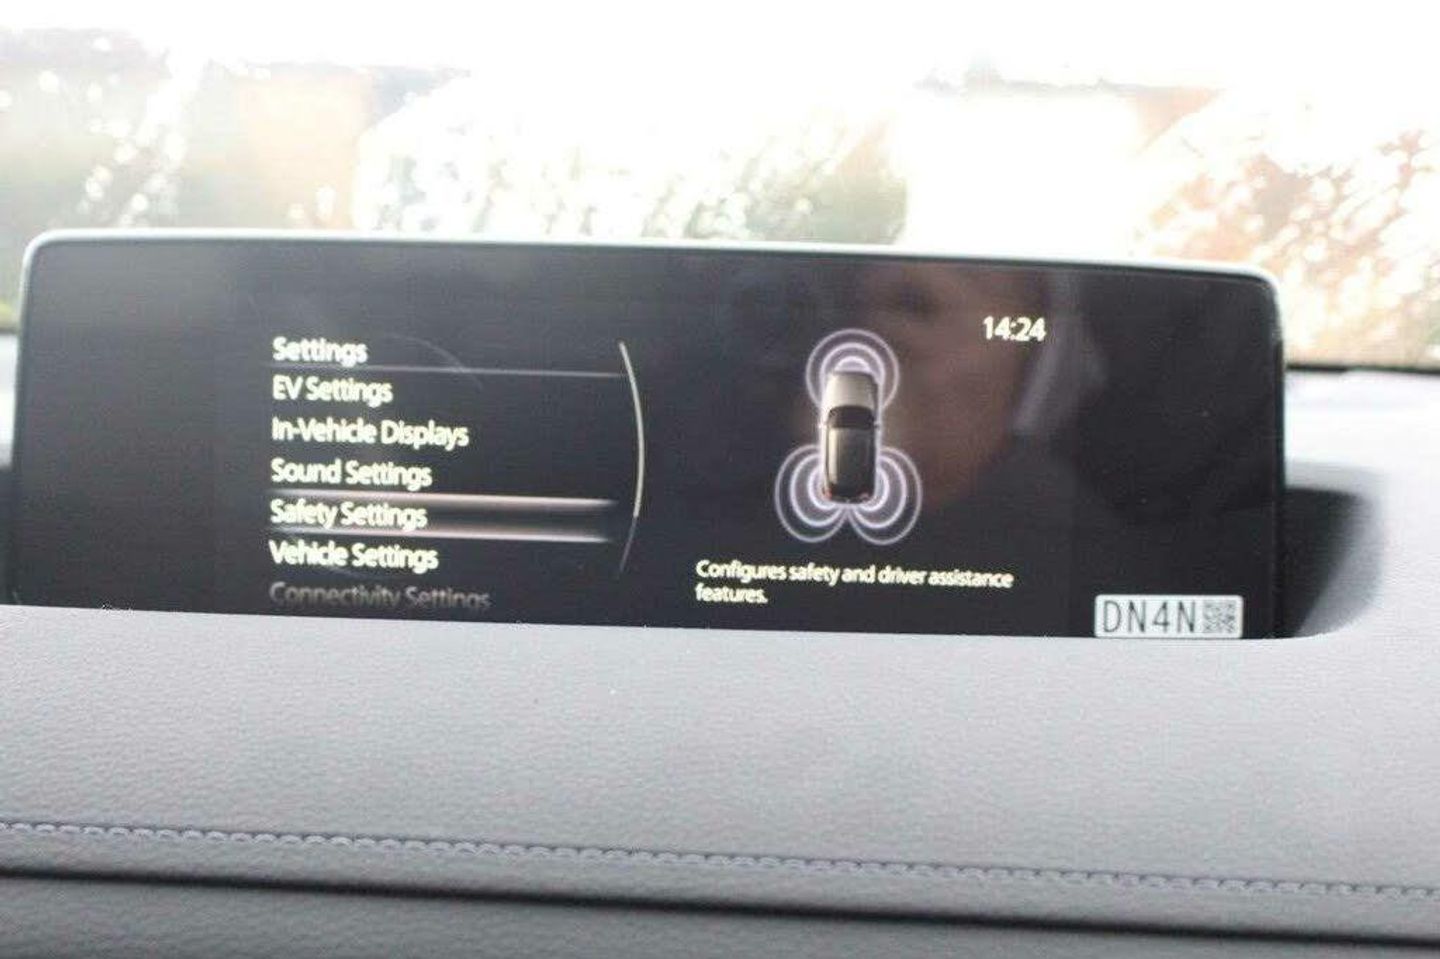 Settings
EV Settings
In-Vehicle Displays
Sound Settings
Safety Settings
Vehicle Settings
Connectivity Settings
14:24
Configures safety and driver assistance
features.
DN4N